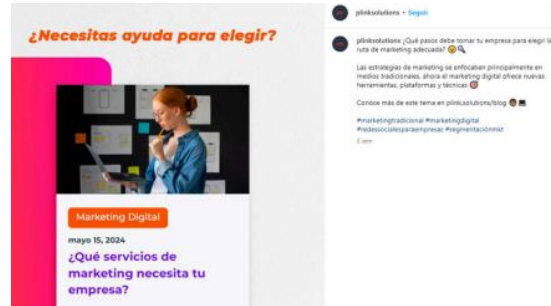 ¿Necesitas ayuda para elegir?
Marketing Digital
mayo 15, 2024
¿Qué servicios de
marketing necesita tu
empresa?
plinksolutions • Seguir
plinksolutions ¿Qué pasos debe tomar tu empresa para elegir la
ruta de marketing adecuada? 🤔🔍
Las estrategias de marketing se enfocaban principalmente en
medios tradicionales, ahora el marketing digital ofrece nuevas
herramientas, plataformas y técnicas 🎯
Conoce más de este tema en plink.solutions/blog 🧑🏽 💻
#marketingtradicional #marketingdigital
#redessocialesparaempresas #segmentaciónmkt
sem